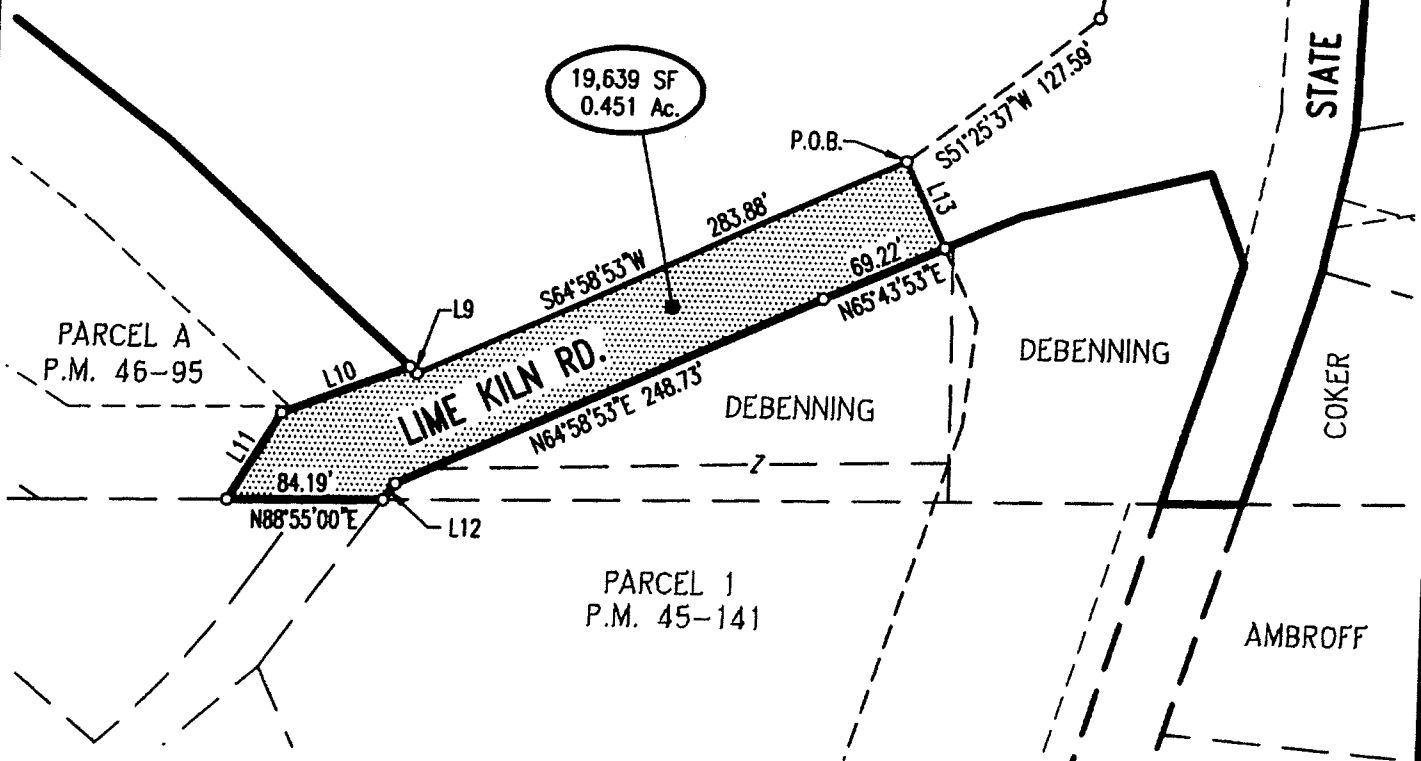 STATE
19,639 SF
0.451 Ac.
S51°25'37"W 127.59'
P.O.B.
L13
283.88'
S64°58'53"W
69.22'
N65°43'53"E
L9
PARCEL A
P.M. 46-95
L10
LIME KILN RD.
DEBENNING
COKER
DEBENNING
N64°58'53"E 248.73'
L11
84.19'
Z
N88°55'00"E
L12
PARCEL 1
P.M. 45-141
AMBROFF